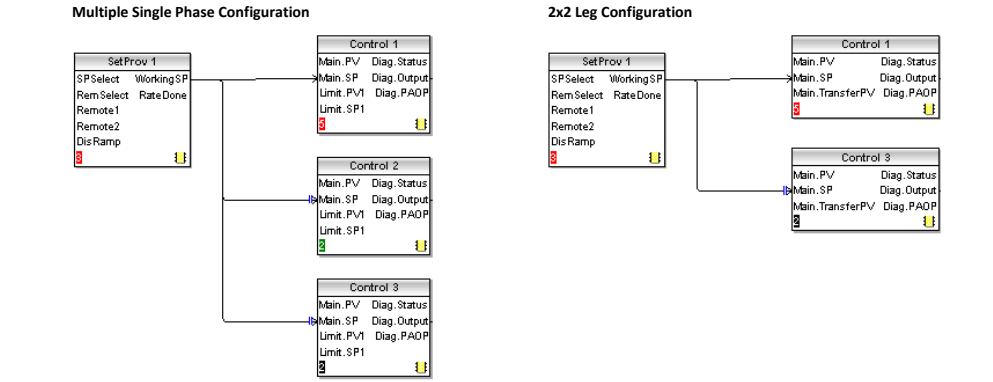 Multiple Single Phase Configuration
SetProv 1
SPSelect WorkingSP
RemSelect RateDone
Remote1
Remote2
DisRamp
3
Control 1
Main.PV Diag.Status
Main.SP Diag.Output
Limit.PV1 Diag.PAOP
Limit.SP1
5
Control 2
Main.PV Diag.Status
Main.SP Diag.Output
Limit.PV1 Diag.PAOP
Limit.SP1
2
Control 3
Main.PV Diag.Status
Main.SP Diag.Output
Limit.PV1 Diag.PAOP
Limit.SP1
2
2x2 Leg Configuration
SetProv 1
SPSelect WorkingSP
RemSelect RateDone
Remote1
Remote2
DisRamp
3
Control 1
Main.PV Diag.Status
Main.SP Diag.Output
Main.TransferPV Diag.PAOP
5
Control 3
Main.PV Diag.Status
Main.SP Diag.Output
Main.TransferPV Diag.PAOP
2